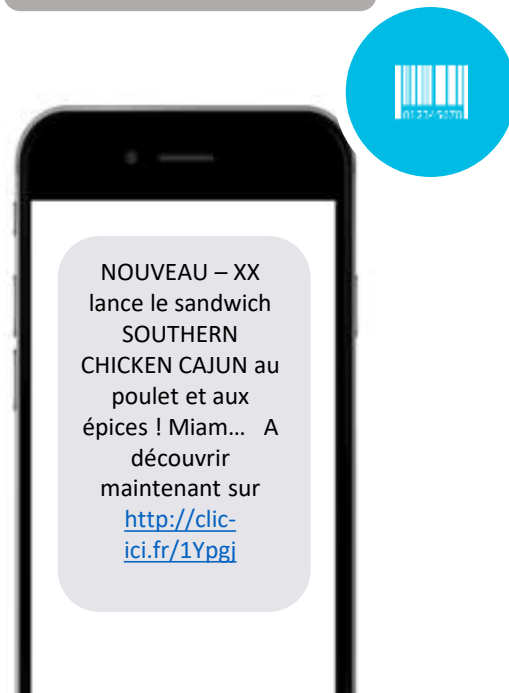 012345670
NOUVEAU – XX
lance le sandwich
SOUTHERN
CHICKEN CAJUN au
poulet et aux
épices ! Miam… A
découvrir
maintenant sur
http://clic-
ici.fr/1Ypgj